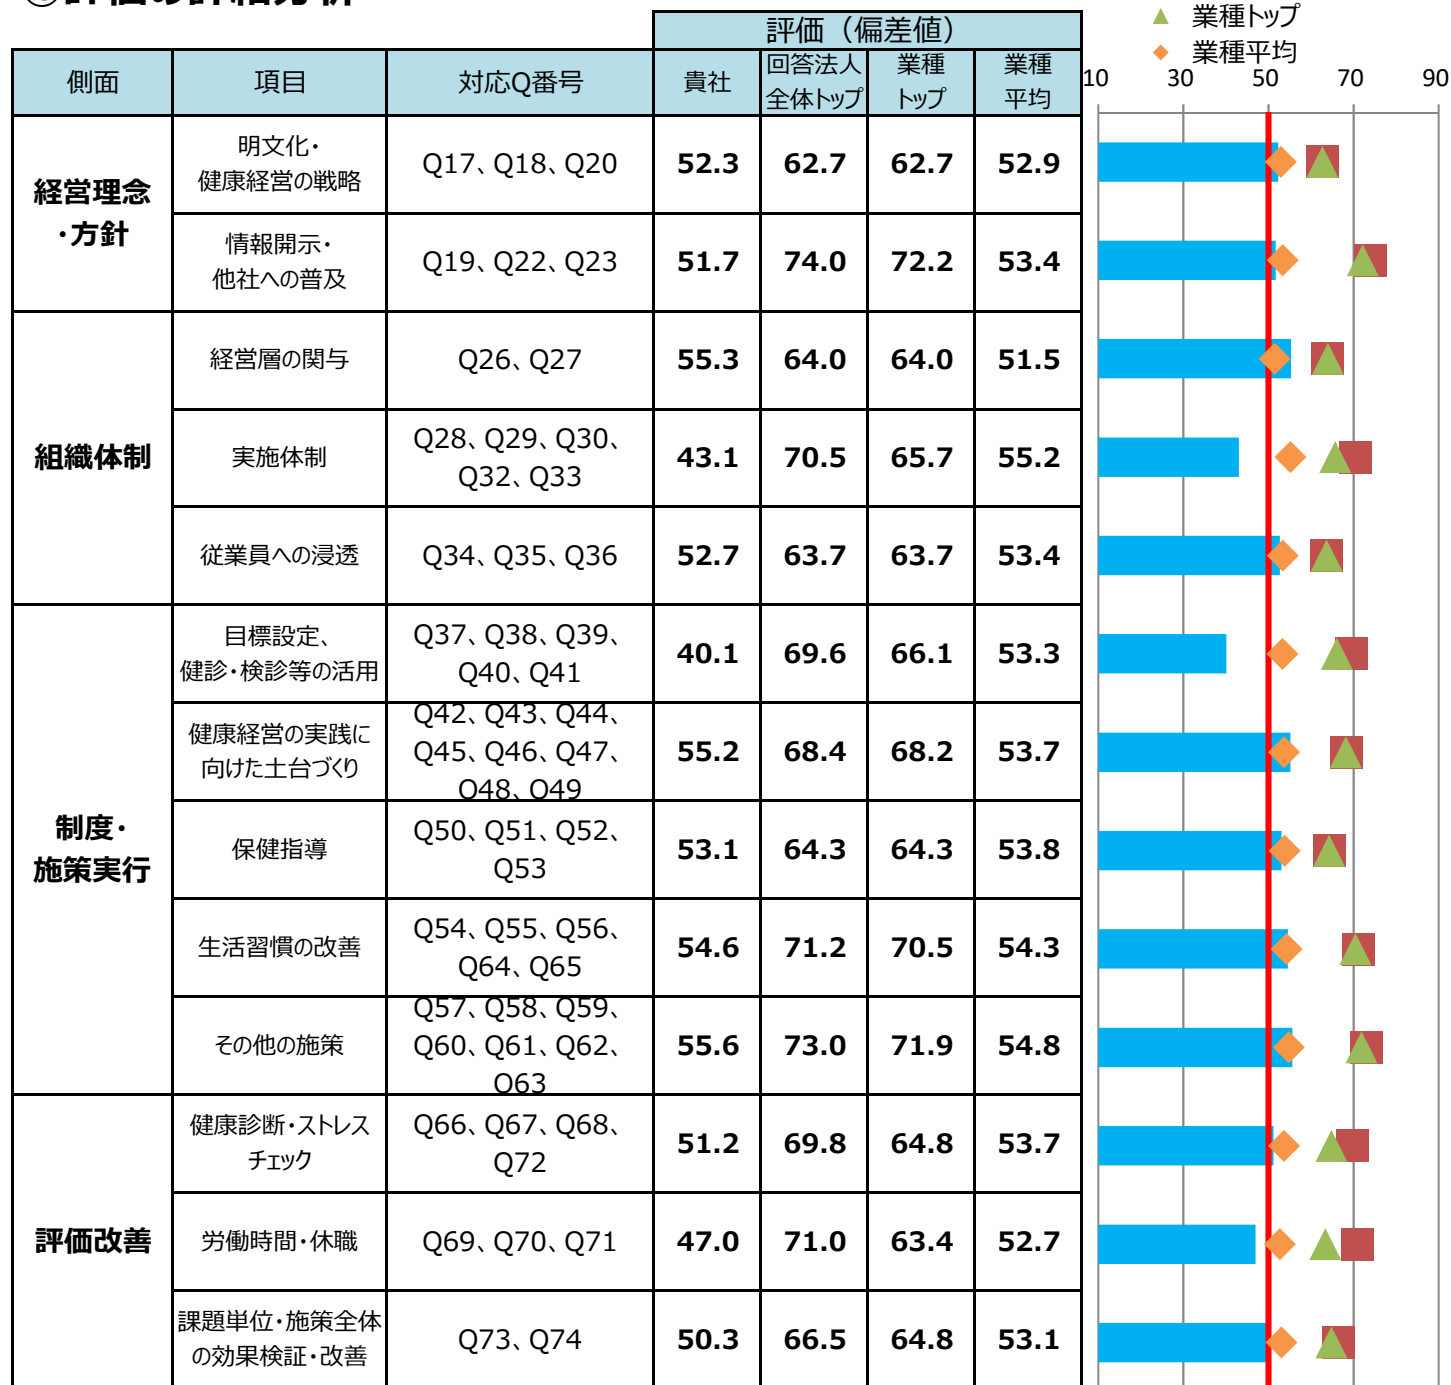 評価（偏差値）
側面 項目 対応Q番号 貴社 回答法人 業種 業種
全体トップ トップ 平均
▲ 業種トップ
◆ 業種平均
10 30 50 70 90
経営理念
・方針
明文化・
健康経営の戦略
Q17、Q18、Q20 52.3 62.7 62.7 52.9
情報開示・
他社への普及
Q19、Q22、Q23 51.7 74.0 72.2 53.4
組織体制
経営層の関与 Q26、Q27 55.3 64.0 64.0 51.5
実施体制
Q28、Q29、Q30、
Q32、Q33
43.1 70.5 65.7 55.2
従業員への浸透 Q34、Q35、Q36 52.7 63.7 63.7 53.4
制度・
施策実行
目標設定、
健診・検診等の活用
Q37、Q38、Q39、
Q40、Q41
40.1 69.6 66.1 53.3
健康経営の実践に
向けた土台づくり
Q42、Q43、Q44、
Q45、Q46、Q47、
Q48、Q49
55.2 68.4 68.2 53.7
保健指導
Q50、Q51、Q52、
Q53
53.1 64.3 64.3 53.8
生活習慣の改善
Q54、Q55、Q56、
Q64、Q65
54.6 71.2 70.5 54.3
その他の施策
Q57、Q58、Q59、
Q60、Q61、Q62、
Q63
55.6 73.0 71.9 54.8
評価改善
健康診断・ストレス
チェック
Q66、Q67、Q68、
Q72
51.2 69.8 64.8 53.7
労働時間・休職 Q69、Q70、Q71 47.0 71.0 63.4 52.7
課題単位・施策全体
の効果検証・改善
Q73、Q74 50.3 66.5 64.8 53.1